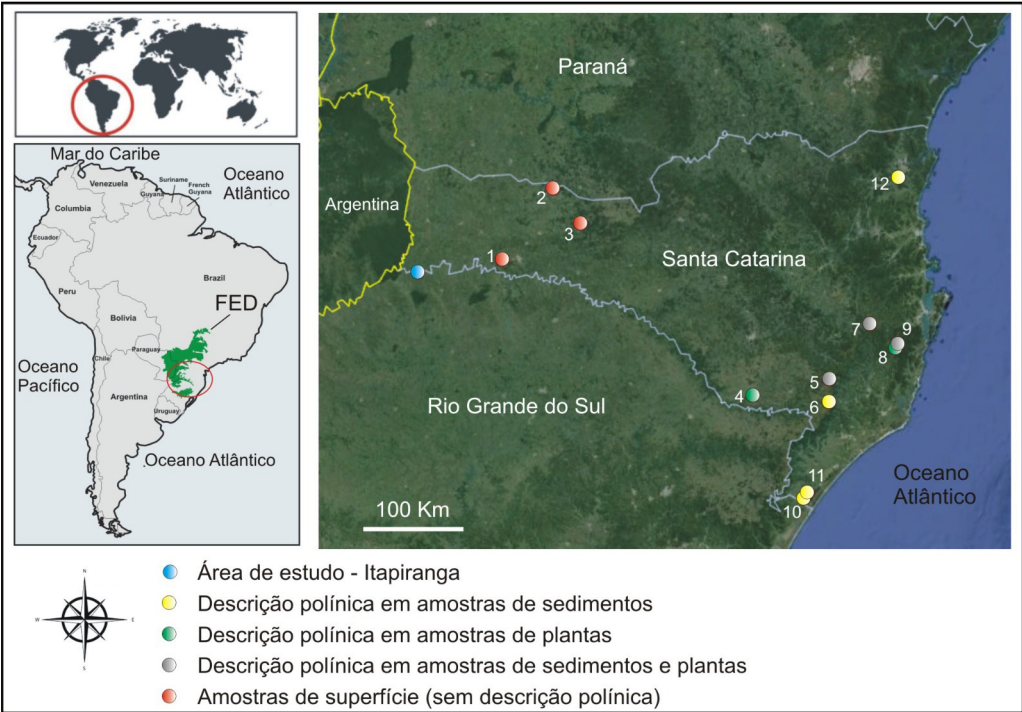 Mar do Caribe
Oceano
Atlântico
Venezuela
Suriname
French
Guyana
Guyana
Columbia
Ecuador
Brazil
Peru
FED
Bolivia
Paraguay
Chile
Oceano
Pacífico
Argentina
Uruguay
Oceano Atlântico
Paraná
Argentina
Santa Catarina
Rio Grande do Sul
Oceano
Atlântico
1
2
3
4
5
6
7
8
9
10
11
12
100 Km
N
W
E
S
Área de estudo - Itapiranga
Descrição polínica em amostras de sedimentos
Descrição polínica em amostras de plantas
Descrição polínica em amostras de sedimentos e plantas
Amostras de superfície (sem descrição polínica)